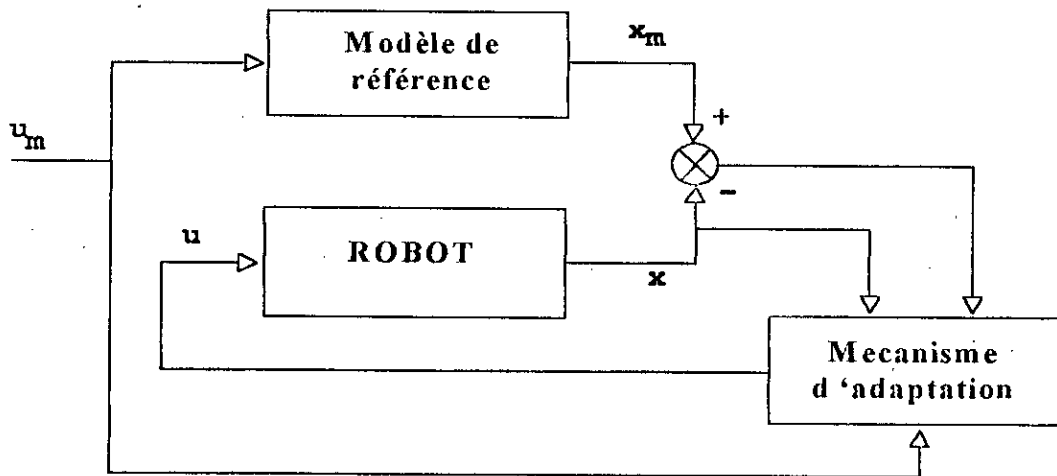 Modèle de
référence
x_m
+
u_m
-
u
ROBOT
x
Mecanisme
d ‘adaptation